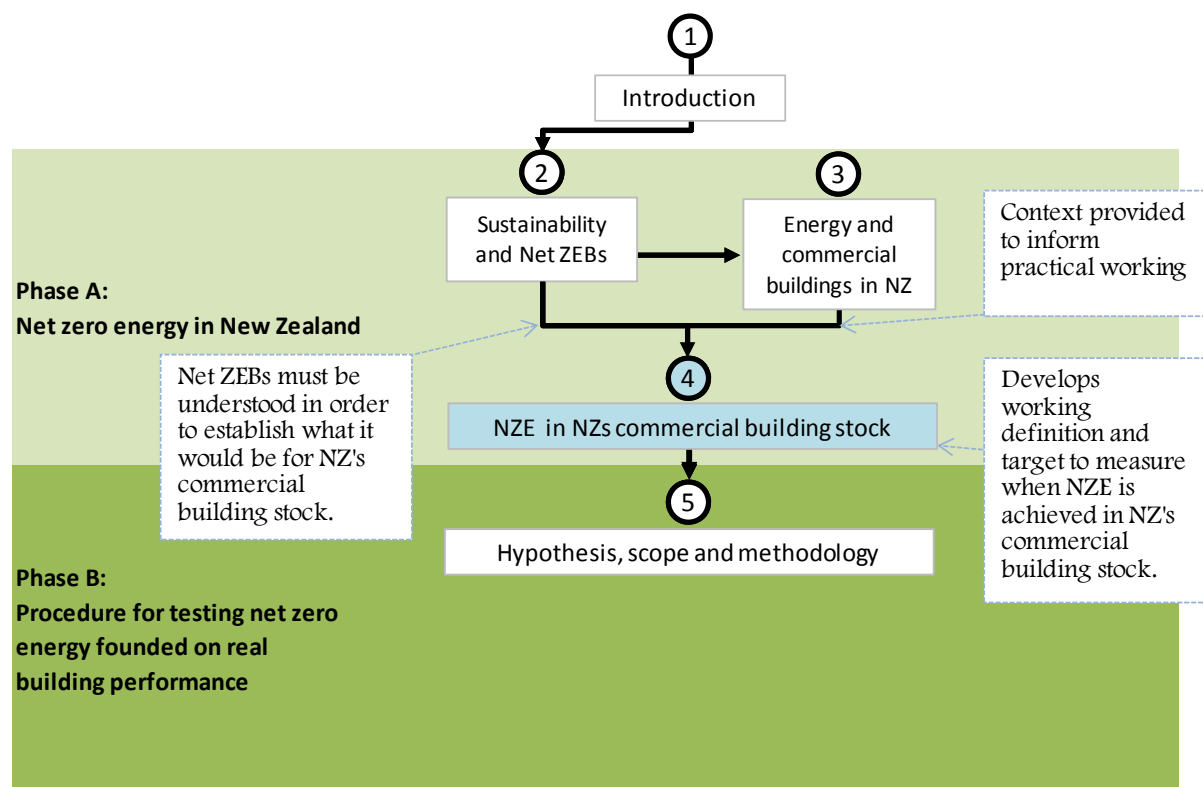 1
Introduction
2
3
Sustainability
and Net ZEBs
Energy and
commercial
buildings in NZ
Context provided
to inform
practical working
Phase A:
Net zero energy in New Zealand
Net ZEBs must be
understood in order
to establish what it
would be for NZ's
commercial
building stock.
4
NZE in NZs commercial building stock
Develops
working
definition and
target to measure
when NZE is
achieved in NZ's
commercial
building stock.
5
Hypothesis, scope and methodology
Phase B:
Procedure for testing net zero
energy founded on real
building performance